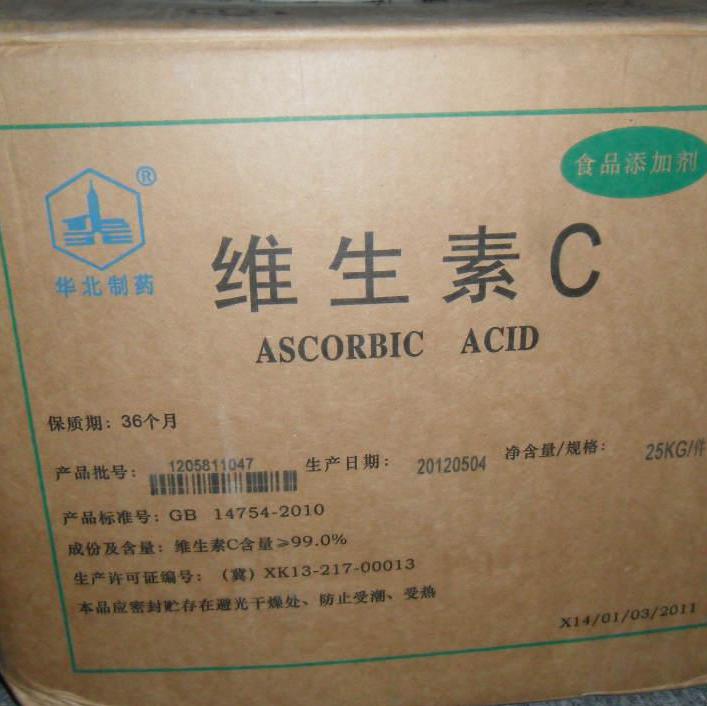 食品添加剂
®
华北制药
维生素C
ASCORBIC ACID
保质期：36个月
产品批号： 1205811047 生产日期： 20120504 净含量/规格： 25KG/件
产品标准号：GB 14754-2010
成份及含量：维生素C含量≥99.0%
生产许可证编号：（冀）XK13-217-00013
本品应密封贮存在避光干燥处、防止受潮、受热
X14/01/03/2011